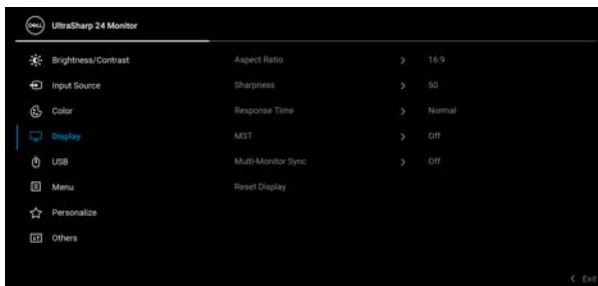 DELL UltraSharp 24 Monitor
Brightness/Contrast Aspect Ratio > 16:9
Input Source Sharpness > 50
Color Response Time > Normal
Display MST > Off
USB Multi-Monitor Sync > Off
Menu Reset Display
Personalize
Others
< Exit